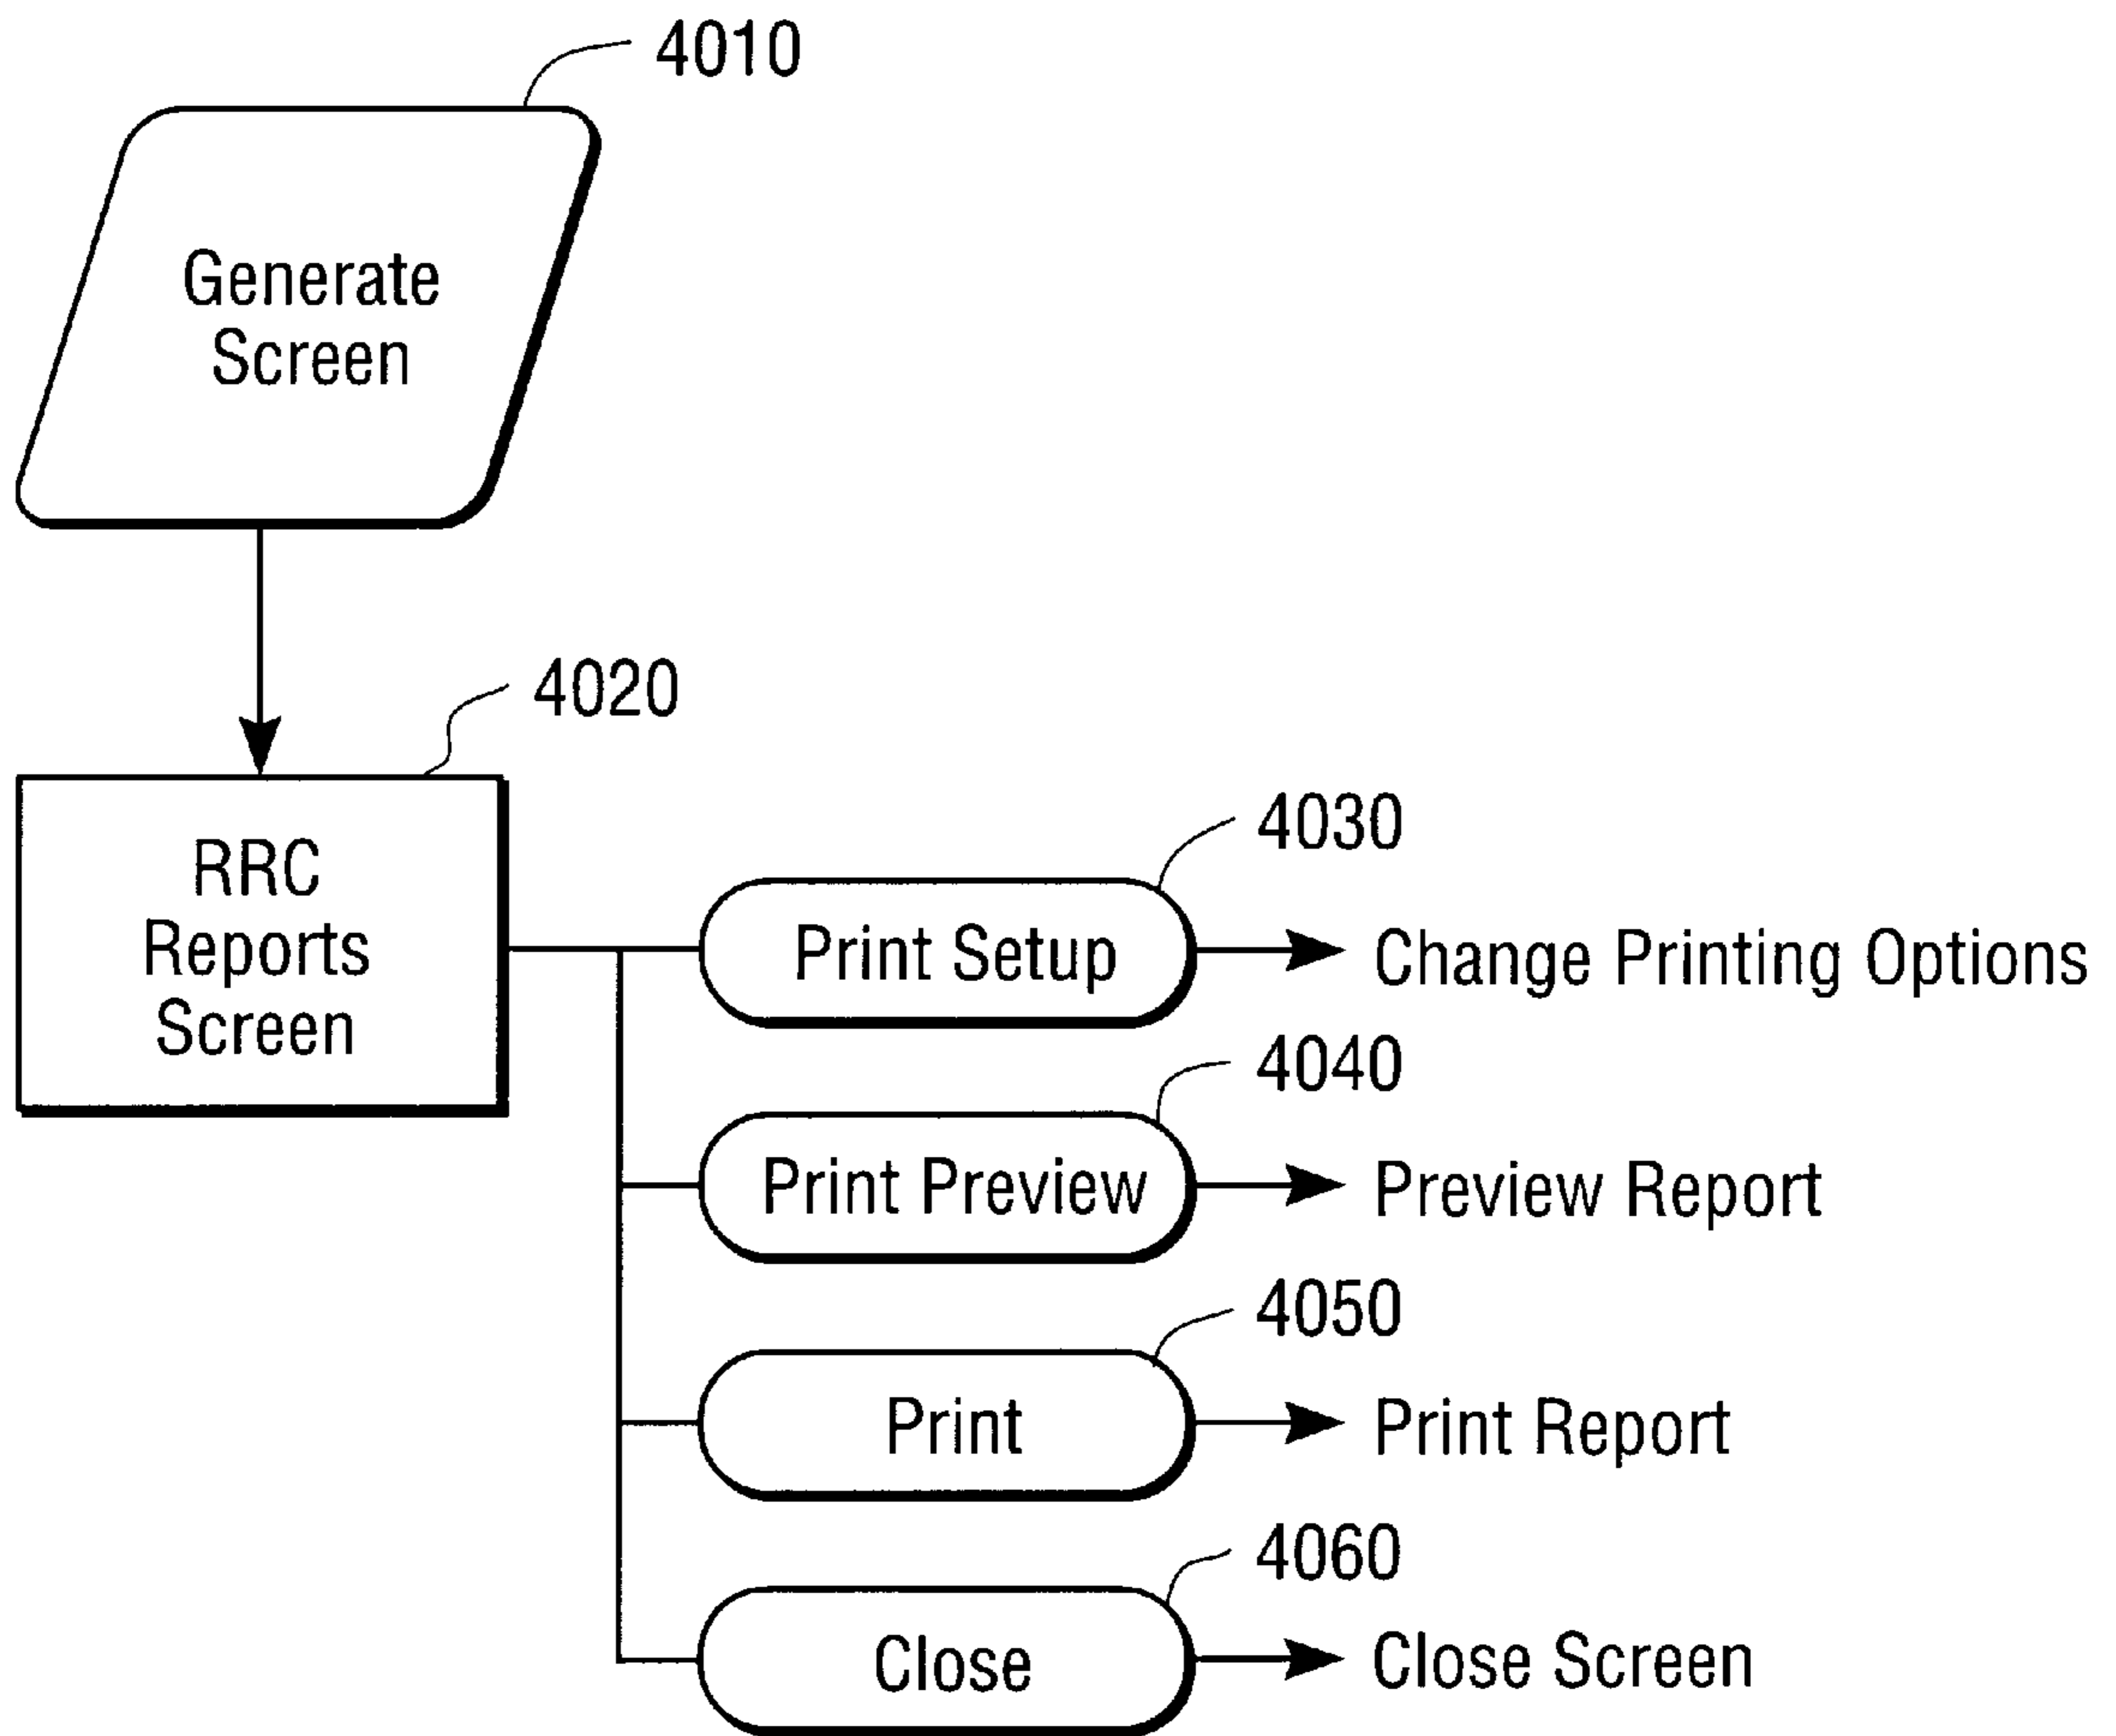 4010
Generate
Screen
4020
RRC
Reports
Screen
4030
Print Setup
Change Printing Options
4040
Print Preview
Preview Report
4050
Print
Print Report
4060
Close
Close Screen